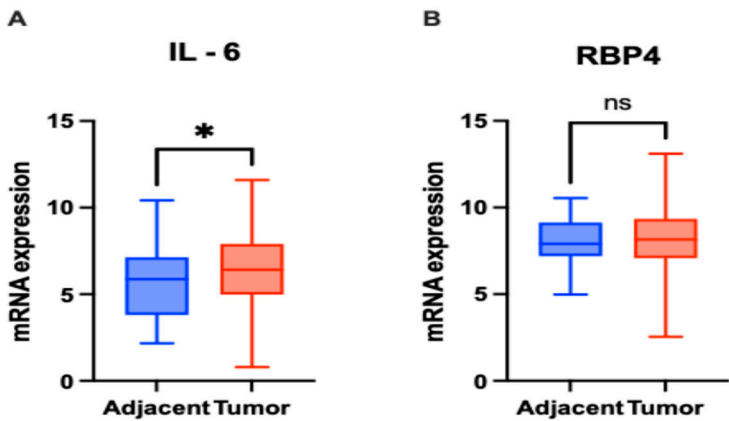 A
IL - 6
mRNA expression
15
10
5
0
*
Adjacent Tumor
B
RBP4
mRNA expression
15
10
5
0
ns
Adjacent Tumor